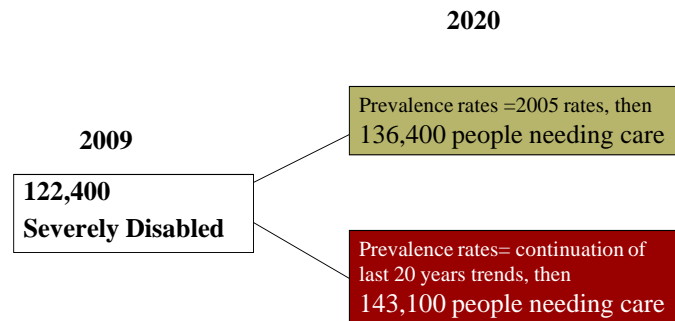 2020
Prevalence rates =2005 rates, then
136,400 people needing care
2009
122,400
Severely Disabled
Prevalence rates= continuation of
last 20 years trends, then
143,100 people needing care